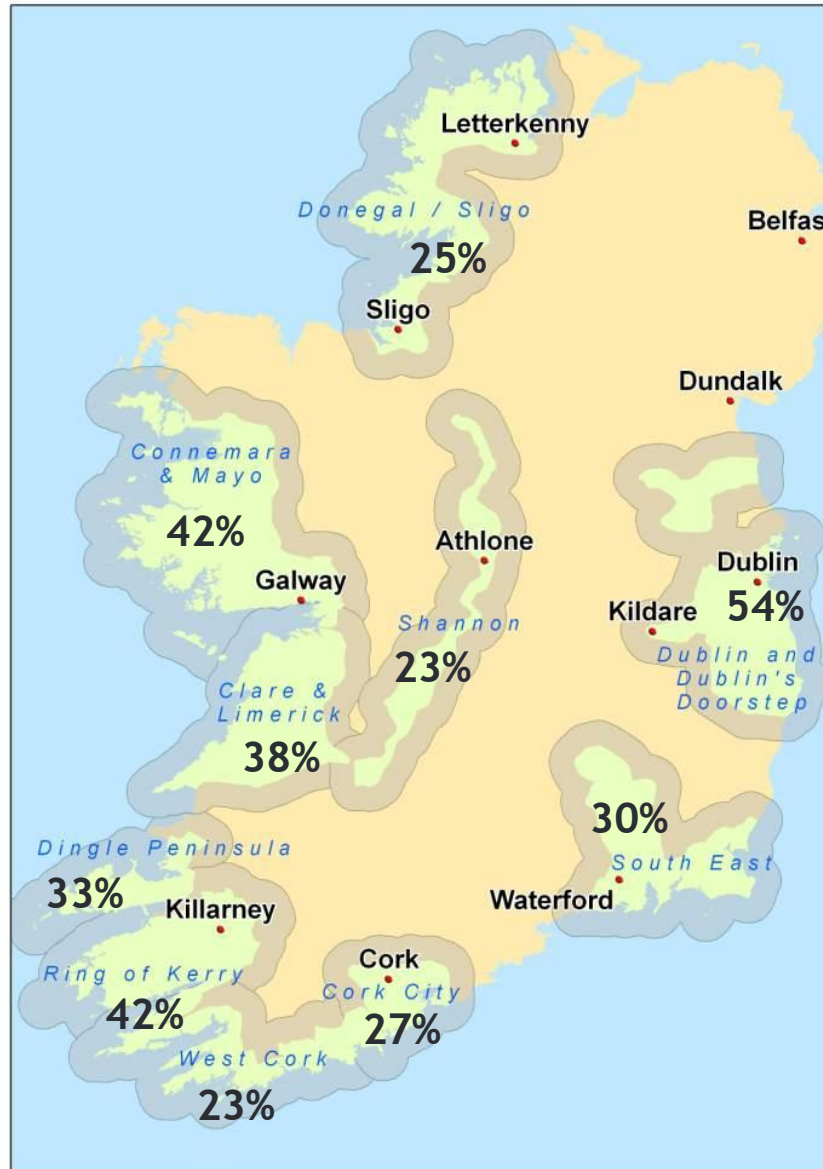 Letterkenny
Donegal / Sligo
Belfas
25%
Sligo
Dundalk
Connemara
& Mayo
42%
Athlone
Dublin
Galway
54%
Kildare
Shannon
23%
Dublin and
Dublin's
Doorstep
Clare &
Limerick
38%
30%
Dingle Peninsula
South East
33%
Waterford
Killarney
Cork
Ring of Kerry
Cork City
42%
27%
West Cork
23%